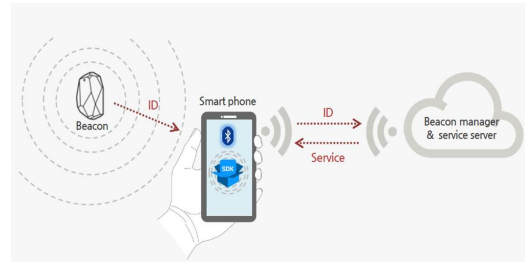 Beacon
ID
Smart phone
SDK
ID
Service
Beacon manager
& service server